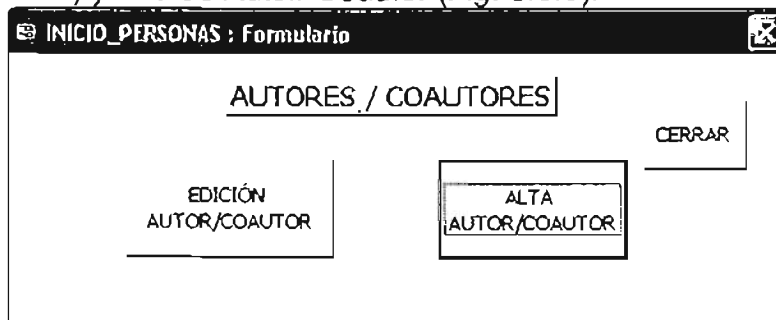 INICIO_PERSONAS : Formulario
AUTORES / COAUTORES
CERRAR
EDICIÓN
AUTOR/COAUTOR
ALTA
AUTOR/COAUTOR